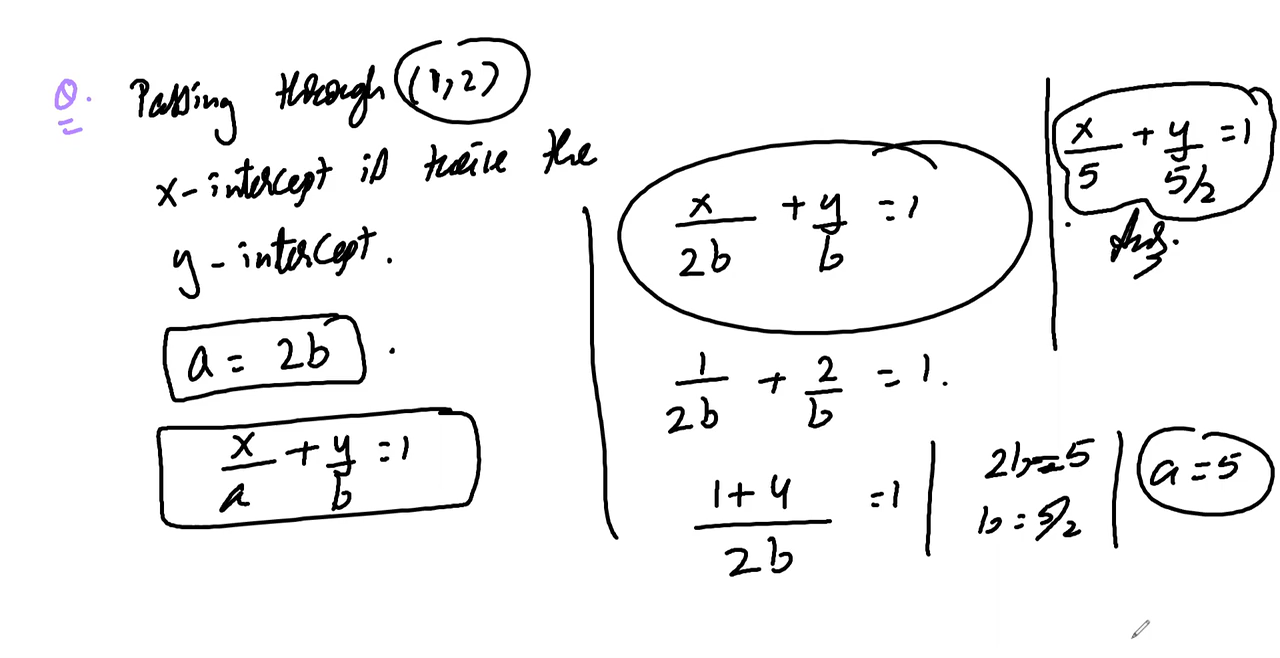 Q. Passing through (1,2)
x-intercept is twice the
y-intercept.
a = 2b .
x/a + y/b = 1
x/2b + y/b = 1
1/2b + 2/b = 1.
1+4/2b = 1
2b=5
b = 5/2
a = 5
x/5 + y/5/2 = 1
Ans.